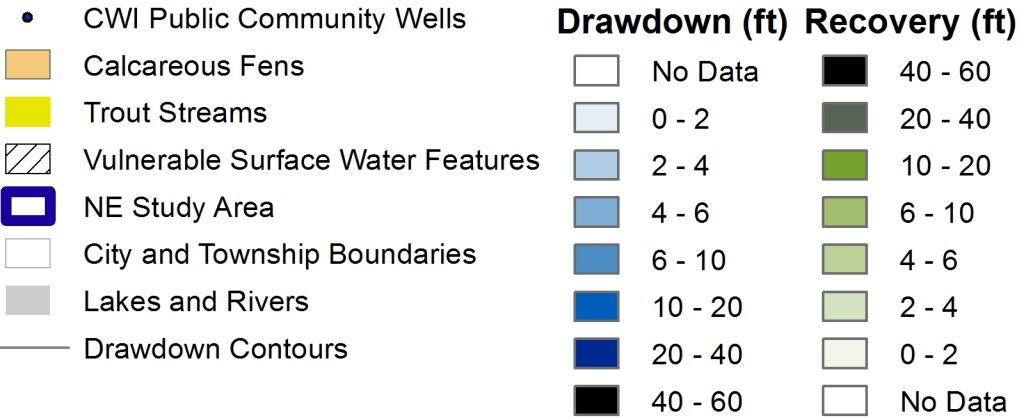 CWI Public Community Wells
Calcareous Fens
Trout Streams
Vulnerable Surface Water Features
NE Study Area
City and Township Boundaries
Lakes and Rivers
Drawdown Contours
Drawdown (ft)
No Data
0 - 2
2 - 4
4 - 6
6 - 10
10 - 20
20 - 40
40 - 60
Recovery (ft)
40 - 60
20 - 40
10 - 20
6 - 10
4 - 6
2 - 4
0 - 2
No Data